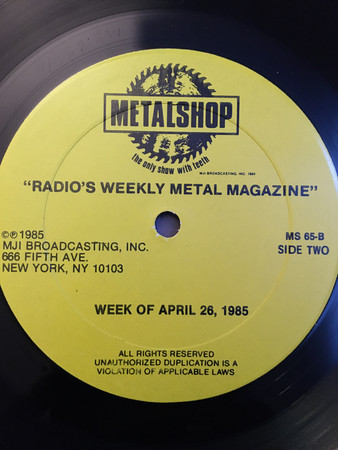 METALSHOP
the only show with teeth
MJI BROADCASTING, INC. 1985
"RADIO'S WEEKLY METAL MAGAZINE"
©℗1985
MJI BROADCASTING, INC.
666 FIFTH AVE.
NEW YORK, NY 10103
MS 65-B
SIDE TWO
WEEK OF APRIL 26, 1985
ALL RIGHTS RESERVED
UNAUTHORIZED DUPLICATION IS A
VIOLATION OF APPLICABLE LAWS